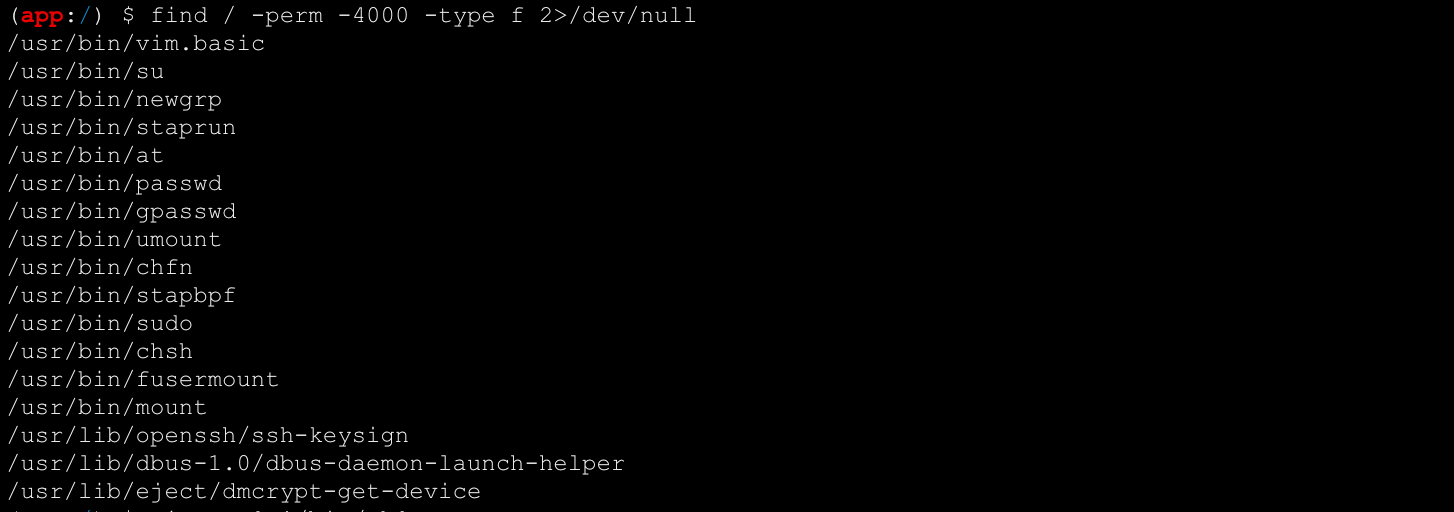 (app:/) $ find / -perm -4000 -type f 2>/dev/null
/usr/bin/vim.basic
/usr/bin/su
/usr/bin/newgrp
/usr/bin/staprun
/usr/bin/at
/usr/bin/passwd
/usr/bin/gpasswd
/usr/bin/umount
/usr/bin/chfn
/usr/bin/stapbpf
/usr/bin/sudo
/usr/bin/chsh
/usr/bin/fusermount
/usr/bin/mount
/usr/lib/openssh/ssh-keysign
/usr/lib/dbus-1.0/dbus-daemon-launch-helper
/usr/lib/eject/dmcrypt-get-device